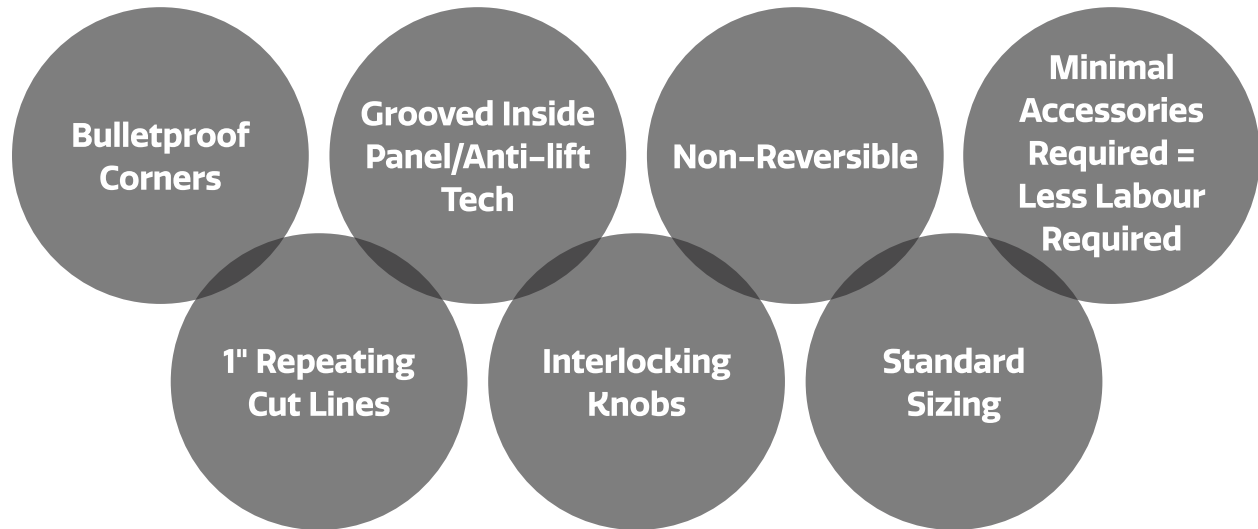 Bulletproof
Corners
Grooved Inside
Panel/Anti-lift
Tech
Non-Reversible
Minimal
Accessories
Required =
Less Labour
Required
1" Repeating
Cut Lines
Interlocking
Knobs
Standard
Sizing